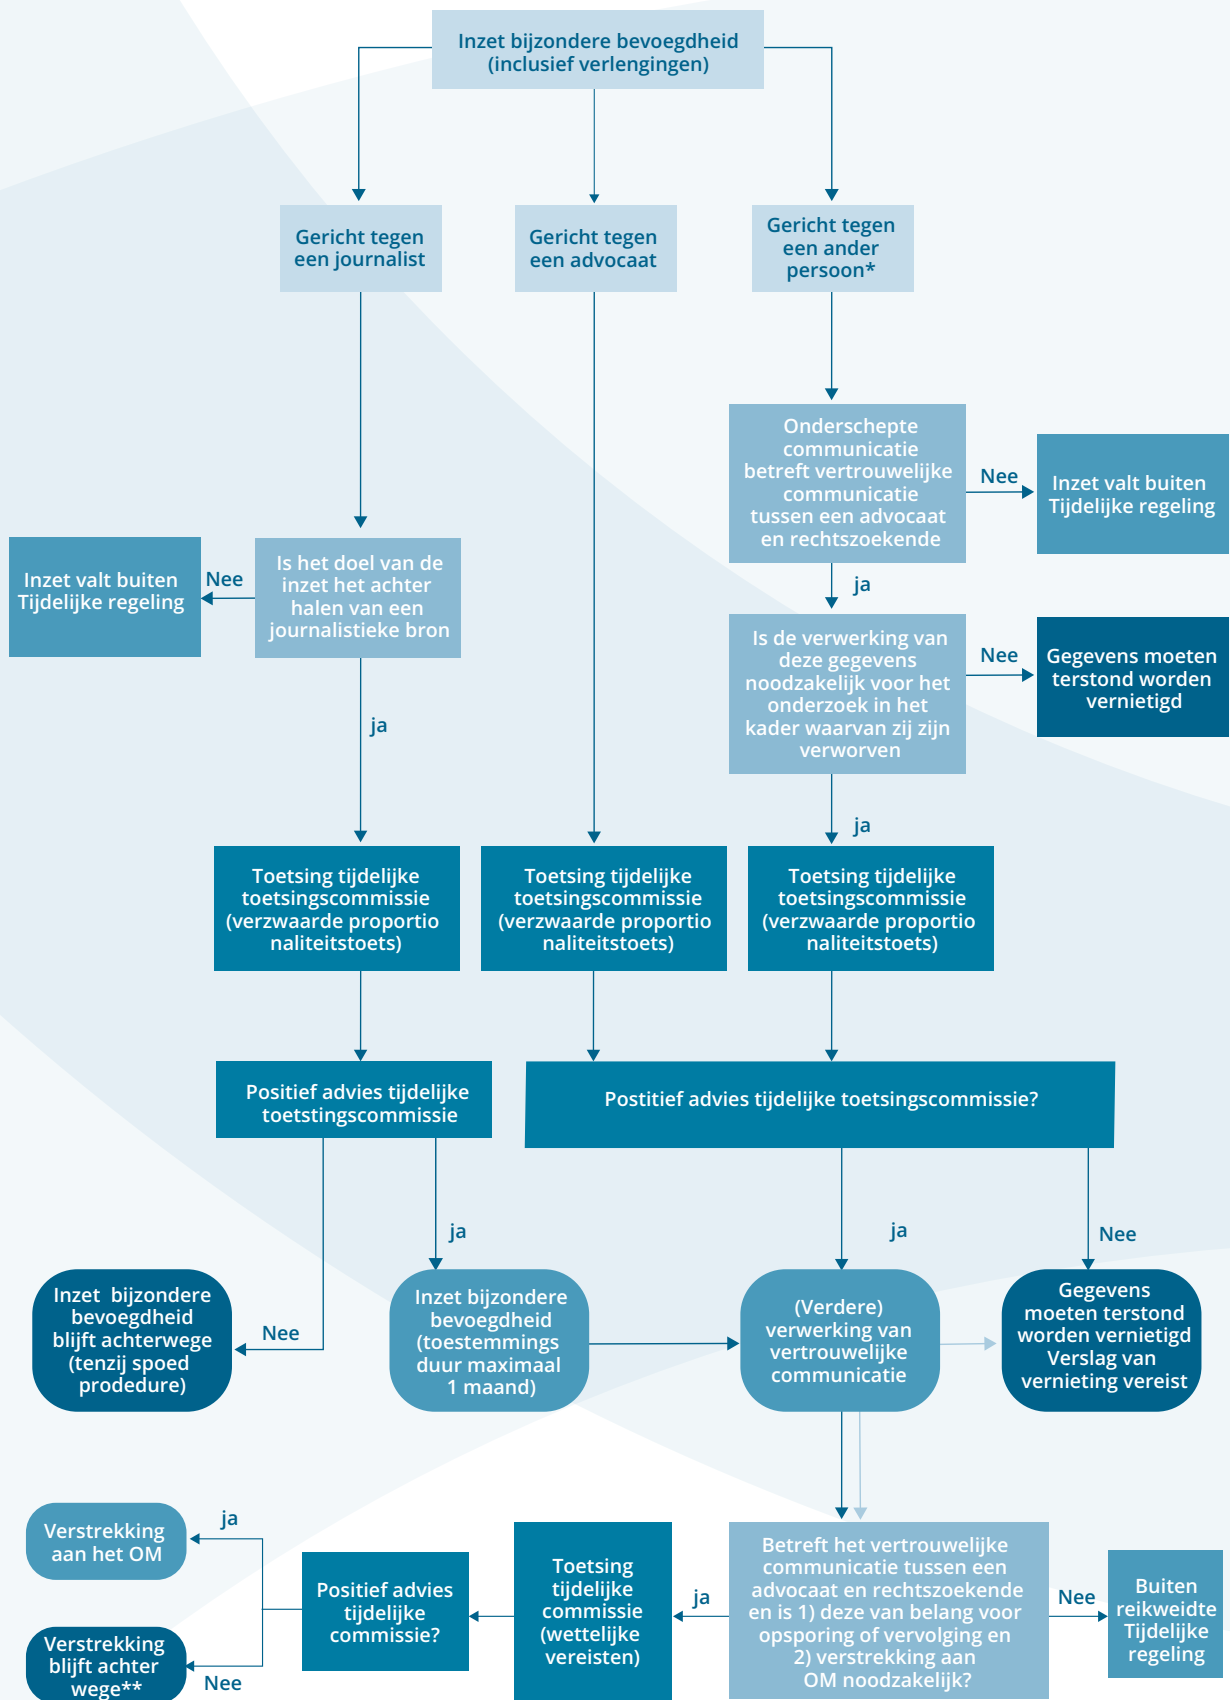 Inzet bijzondere bevoegdheid
(inclusief verlengingen)
Gericht tegen
een journalist
Gericht tegen
een advocaat
Gericht tegen
een ander
persoon*
Onderschepte
communicatie
betreft vertrouwelijke
communicatie
tussen een advocaat
en rechtszoekende
Nee
Inzet valt buiten
Tijdelijke regeling
Inzet valt buiten
Tijdelijke regeling
Nee
Is het doel van de
inzet het achter
halen van een
journalistieke bron
ja
Is de verwerking van
deze gegevens
noodzakelijk voor het
onderzoek in het
kader waarvan zij zijn
verworven
Nee
Gegevens moeten
terstond worden
vernietigd
ja
ja
Toetsing tijdelijke
toetsingscommissie
(verzwaarde proportio
naliteitstoets)
Toetsing tijdelijke
toetsingscommissie
(verzwaarde proportio
naliteitstoets)
Toetsing tijdelijke
toetsingscommissie
(verzwaarde proportio
naliteitstoets)
Positief advies tijdelijke
toetstingscommissie
Postitief advies tijdelijke toetsingscommissie?
ja
ja
Nee
Inzet bijzondere
bevoegdheid
blijft achterwege
(tenzij spoed
prodedure)
Nee
Inzet bijzondere
bevoegdheid
(toestemmings
duur maximaal
1 maand)
(Verdere)
verwerking van
vertrouwelijke
communicatie
Gegevens
moeten terstond
worden vernietigd
Verslag van
vernieting vereist
Verstrekking
aan het OM
ja
Verstrekking
blijft achter
wege**
Nee
Positief advies
tijdelijke
commissie?
Toetsing
tijdelijke
commissie
(wettelijke
vereisten)
ja
Betreft het vertrouwelijke
communicatie tussen een
advocaat en rechtszoekende
en is 1) deze van belang voor
opsporing of vervolging en
2) verstrekking aan
OM noodzakelijk?
Nee
Buiten
reikweidte
Tijdelijke
regeling